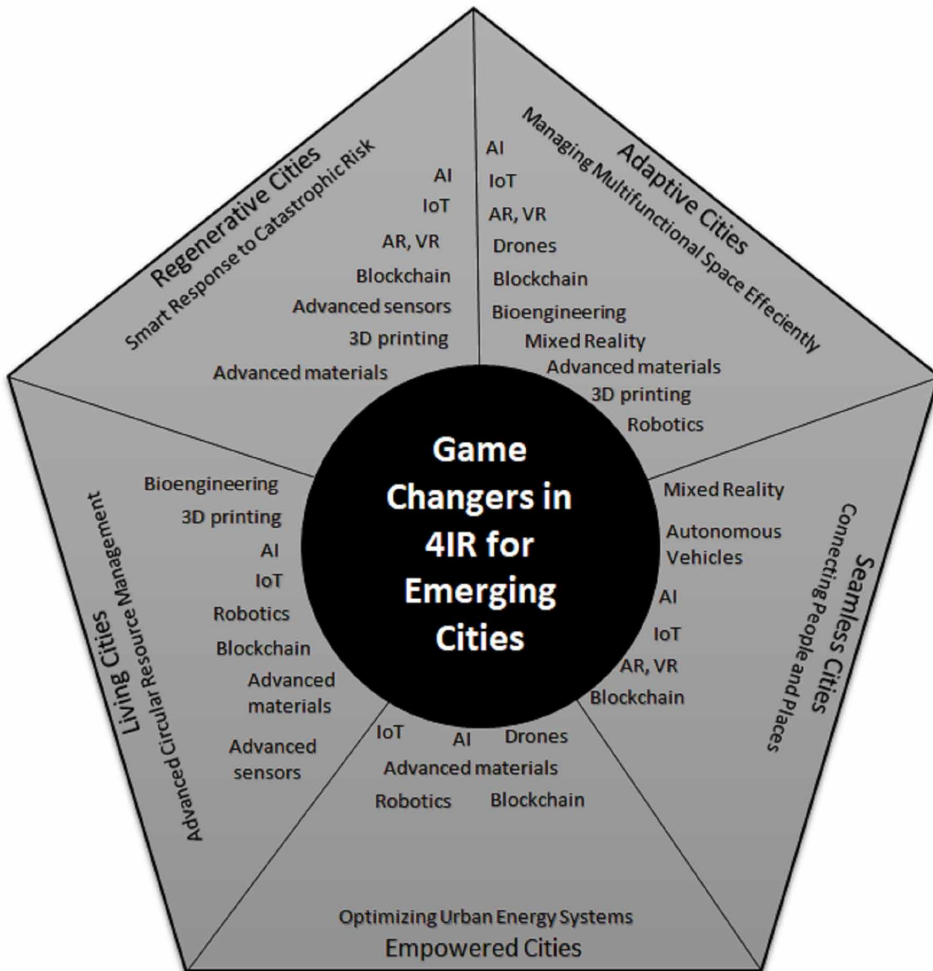 Regenerative Cities
Smart Response to Catastrophic Risk
AI
IoT
AR, VR
Blockchain
Advanced sensors
3D printing
Advanced materials
Adaptive Cities
Managing Multifunctional Space Effeciently
AI
IoT
AR, VR
Drones
Blockchain
Bioengineering
Mixed Reality
Advanced materials
3D printing
Robotics
Game
Changers in
4IR for
Emerging
Cities
Seamless Cities
Connecting People and Places
Mixed Reality
Autonomous
Vehicles
AI
IoT
AR, VR
Blockchain
Living Cities
Advanced Circular Resource Management
Bioengineering
3D printing
AI
IoT
Robotics
Blockchain
Advanced
materials
Advanced
sensors
IoT
AI
Drones
Advanced materials
Robotics
Blockchain
Optimizing Urban Energy Systems
Empowered Cities